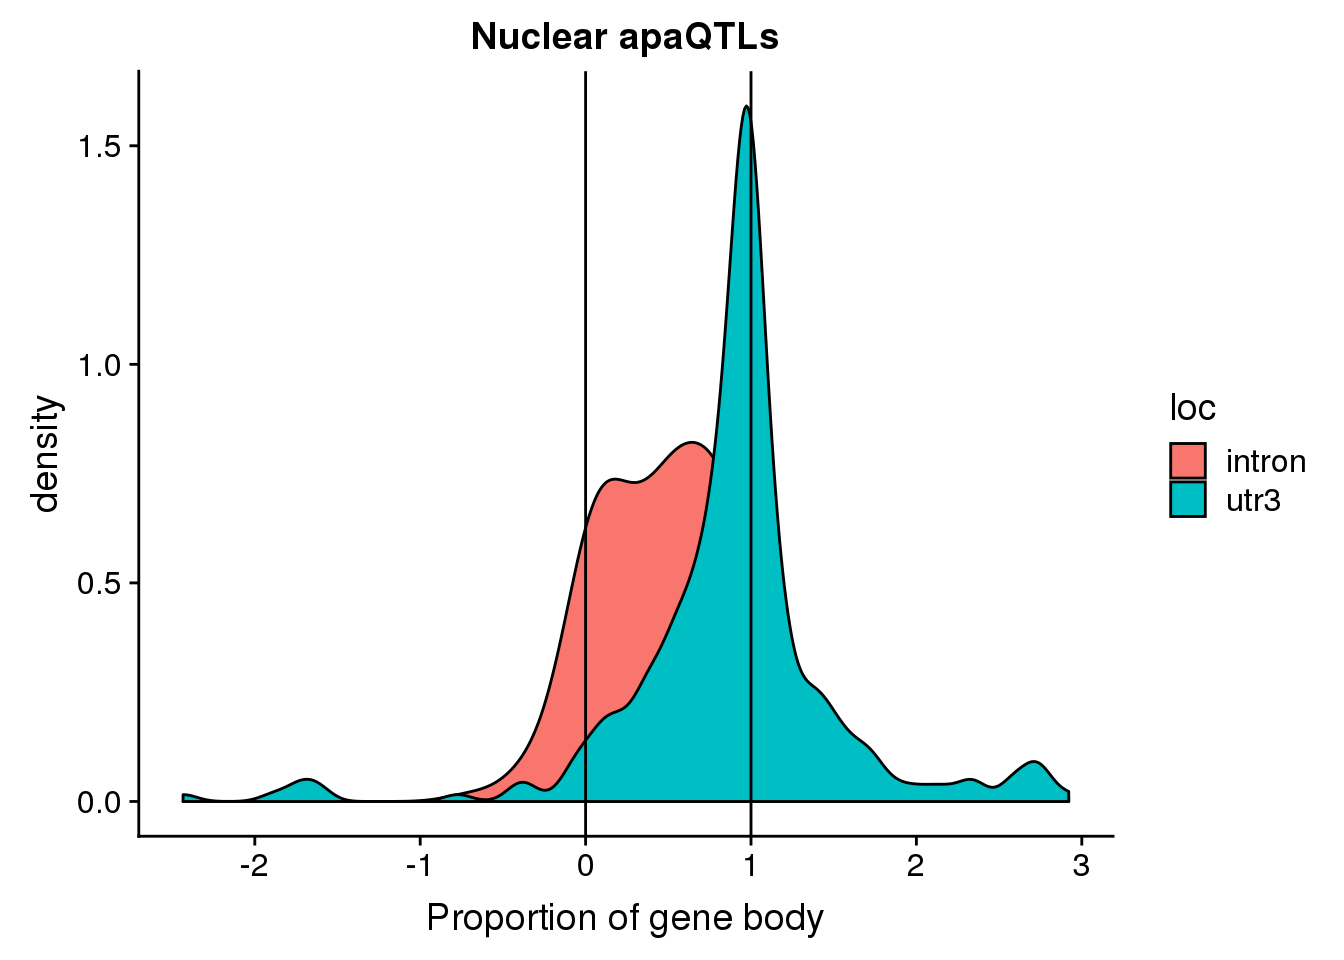 Nuclear apaQTLs
1.5
1.0
0.5
0.0
density
-2 -1 0 1 2 3
Proportion of gene body
loc
intron
utr3